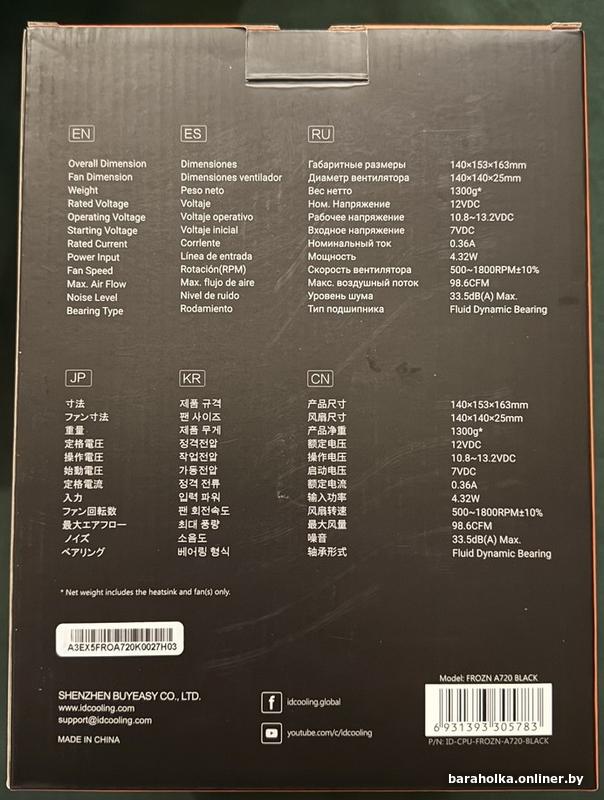 EN ES RU
Overall Dimension Dimensiones Габаритные размеры 140×153×163mm
Fan Dimension Dimensiones ventilador Диаметр вентилятора 140×140×25mm
Weight Peso neto Вес нетто 1300g*
Rated Voltage Voltaje Ном. Напряжение 12VDC
Operating Voltage Voltaje operativo Рабочее напряжение 10.8~13.2VDC
Starting Voltage Voltaje inicial Входное напряжение 7VDC
Rated Current Corrlente Номинальный ток 0.36A
Power Input Línea de entrada Мощность 4.32W
Fan Speed Rotación(RPM) Скорость вентилятора 500~1800RPM±10%
Max. Air Flow Max. flujo de aire Макс. воздушный поток 98.6CFM
Noise Level Nivel de ruido Уровень шума 33.5dB(A) Max.
Bearing Type Rodamiento Тип подшипника Fluid Dynamic Bearing
JP KR CN
寸法 제품 규격 产品尺寸 140×153×163mm
ファン寸法 팬 사이즈 风扇尺寸 140×140×25mm
重量 제품 무게 产品净重 1300g*
定格電圧 정격전압 额定电压 12VDC
操作電圧 작업전압 操作电压 10.8~13.2VDC
始動電圧 가동전압 启动电压 7VDC
定格電流 정격 전류 额定电流 0.36A
入力 입력 파워 输入功率 4.32W
ファン回転数 팬 회전속도 风扇转速 500~1800RPM±10%
最大エアフロー 최대 풍량 最大风量 98.6CFM
ノイズ 소음도 噪音 33.5dB(A) Max.
ベアリング 베어링 형식 轴承形式 Fluid Dynamic Bearing
* Net weight includes the heatsink and fan(s) only.
A3EX5FROA720K0027H03
SHENZHEN BUYEASY CO., LTD.
www.idcooling.com
support@idcooling.com
MADE IN CHINA
idcooling.global
youtube.com/c/idcooling
Model: FROZN A720 BLACK
6 931393 305783
P/N: ID-CPU-FROZN-A720-BLACK
baraholka.onliner.by